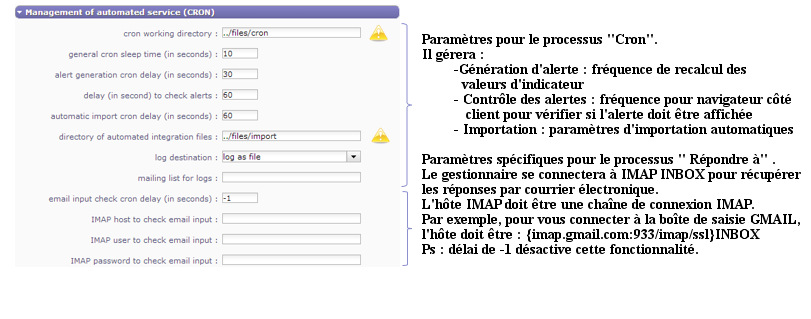 Management of automated service (CRON)
cron working directory : ../files/cron
general cron sleep time (in seconds) : 10
alert generation cron delay (in seconds) : 30
delay (in second) to check alerts : 60
automatic import cron delay (in seconds) : 60
directory of automated integration files : ../files/import
log destination : log as file
mailing list for logs :
email input check cron delay (in seconds) : -1
IMAP host to check email input :
IMAP user to check email input :
IMAP password to check email input :
Paramètres pour le processus "Cron".
Il gérera :
-Génération d'alerte : fréquence de recalcul des
valeurs d'indicateur
- Contrôle des alertes : fréquence pour navigateur côté
client pour vérifier si l'alerte doit être affichée
- Importation : paramètres d'importation automatiques
Paramètres spécifiques pour le processus " Répondre à" .
Le gestionnaire se connectera à IMAP INBOX pour récupérer
les réponses par courrier électronique.
L'hôte IMAP doit être une chaîne de connexion IMAP.
Par exemple, pour vous connecter à la boîte de saisie GMAIL,
l'hôte doit être : {imap.gmail.com:933/imap/ssl}INBOX
Ps : délai de -1 désactive cette fonctionnalité.